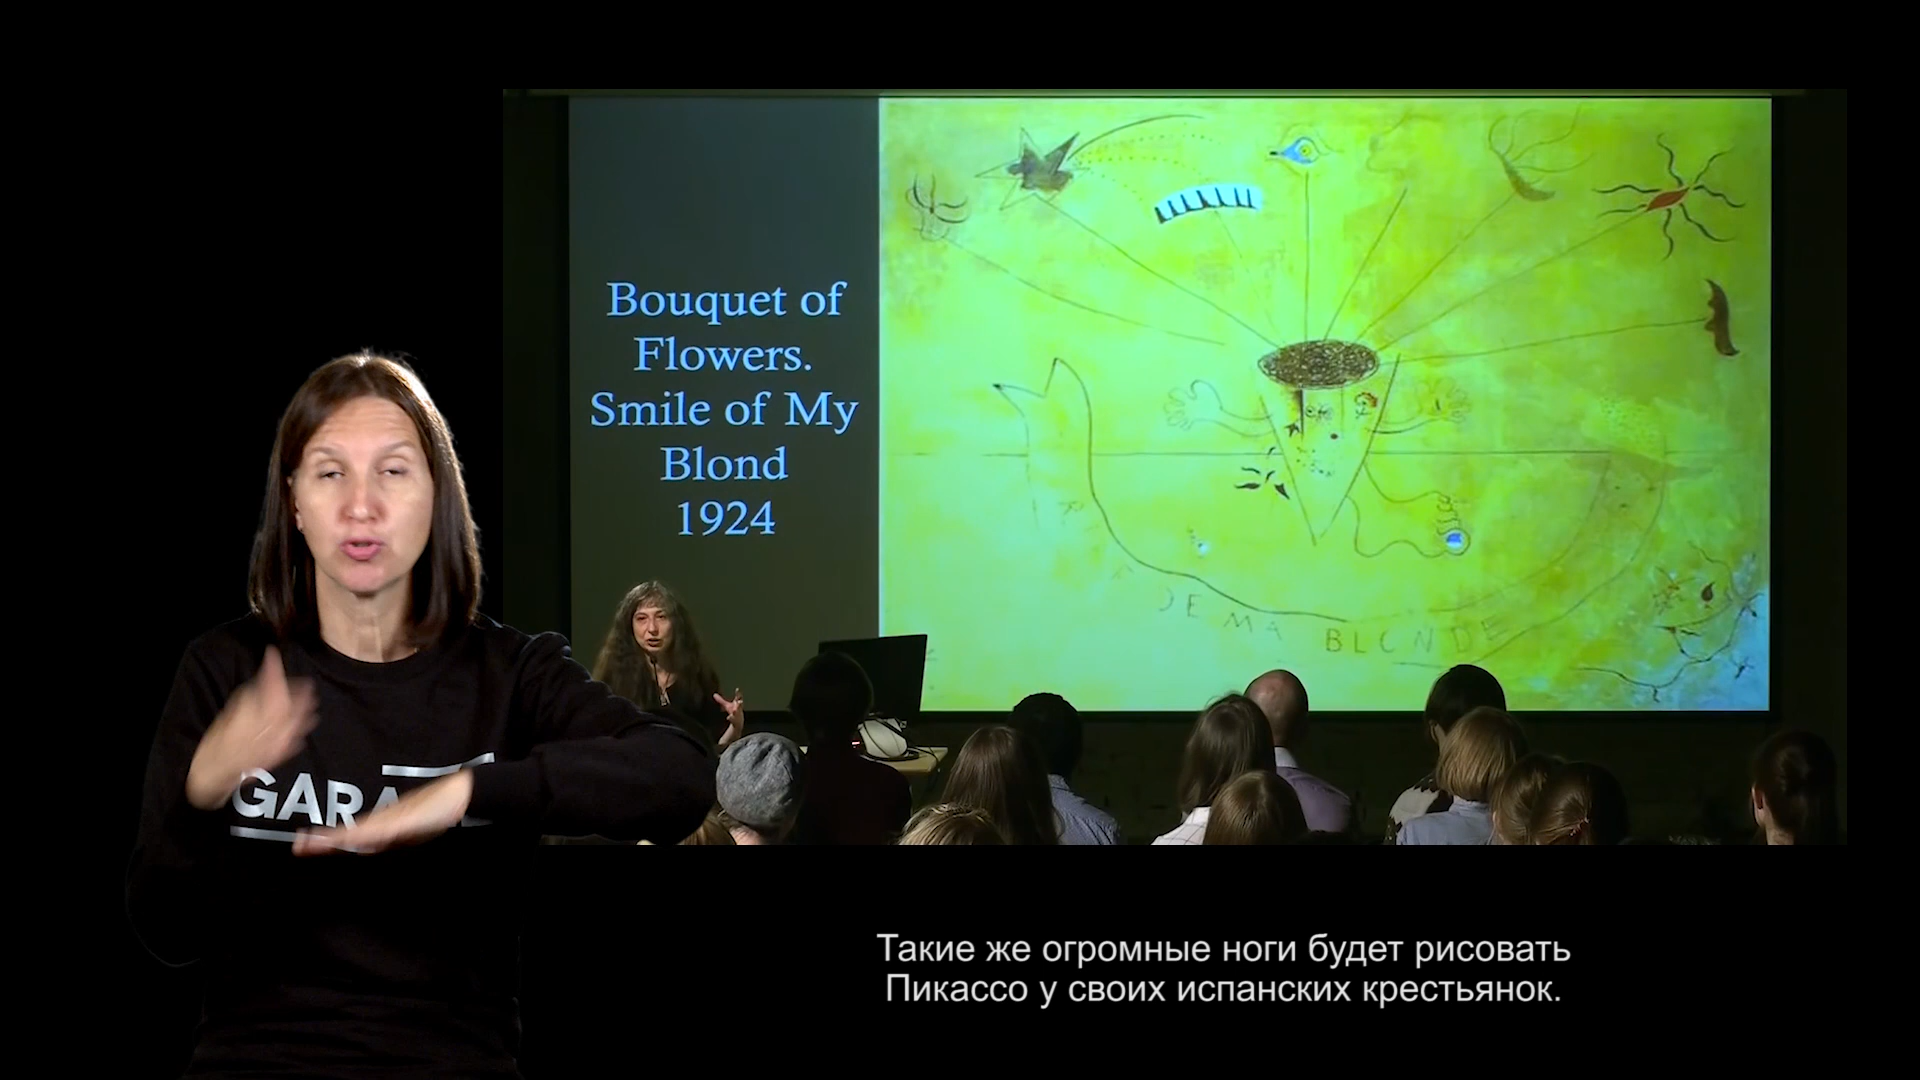 Bouquet of
Flowers.
Smile of My
Blond
1924
DE MA BLONDE
GARA
Такие же огромные ноги будет рисовать
Пикассо у своих испанских крестьянок.